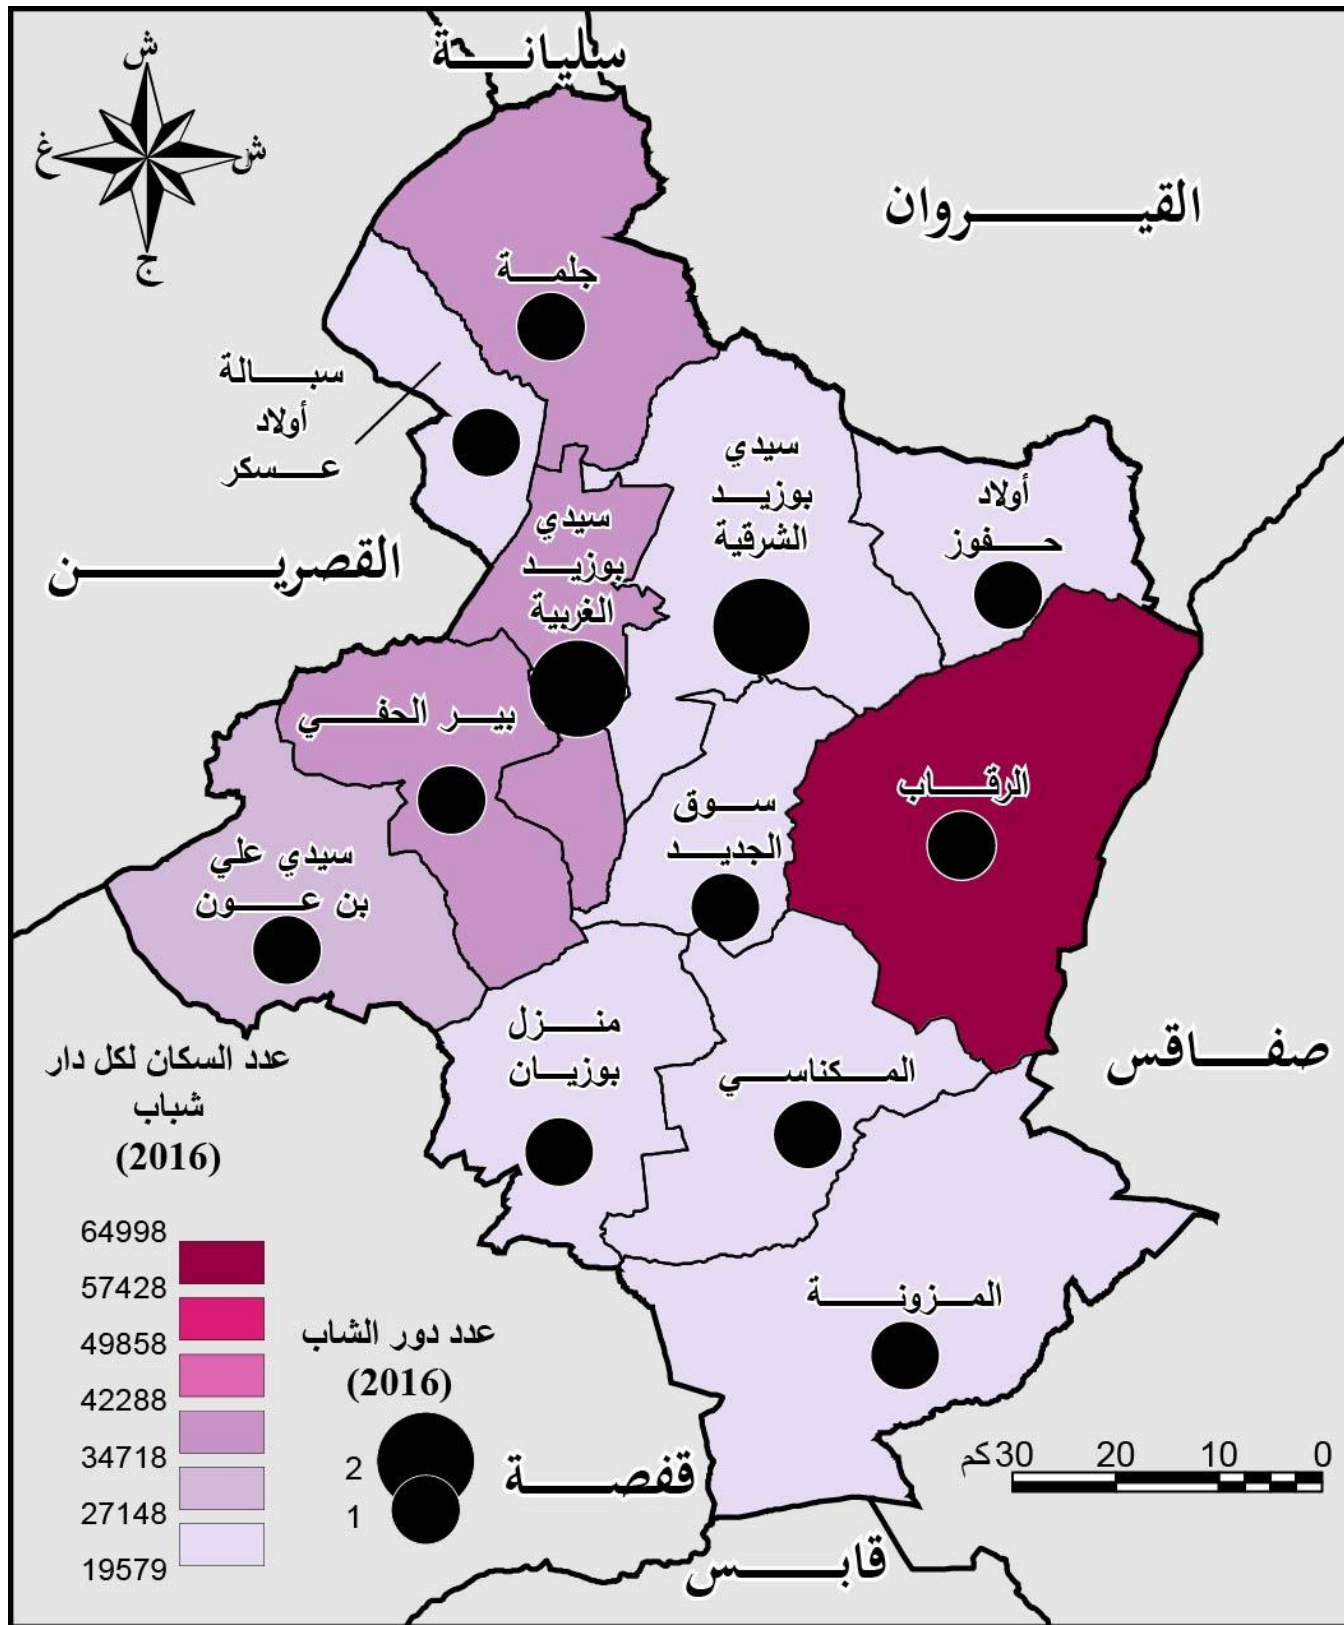 ش
غ
ش
ج
سليانة
القيروان
جلمة
سبالة
أولاد
عسكر
سيدي
بوزيد
الشرقية
أولاد
حفوز
سيدي
بوزيد
الغربية
القصرين
بير الحفي
الرقاب
سوق
الجديد
سيدي علي
بن عون
منزل
بوزيان
المكناسي
صفاقس
المزونة
قفصة
قابس
عدد السكان لكل دار
شباب
(2016)
64998
57428
49858
42288
34718
27148
19579
عدد دور الشاب
(2016)
2
1
0 10 20 30كم